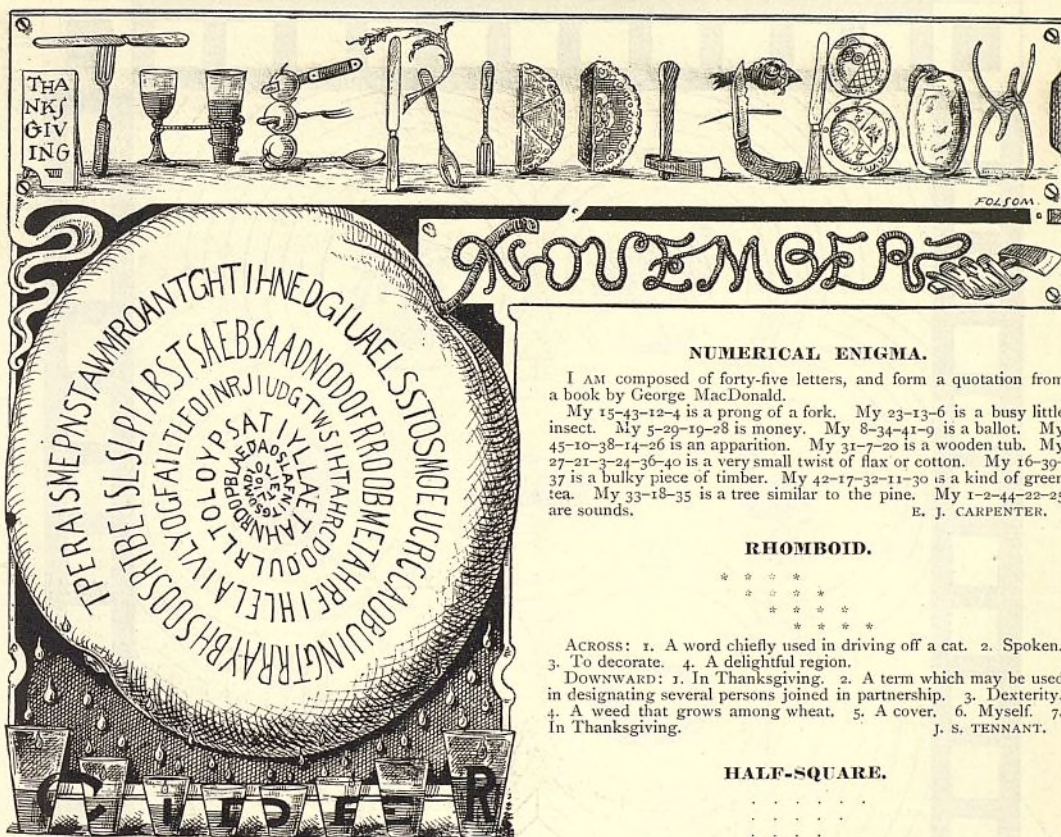 THA
NKS
GIV
ING
THE RIDDLE BOX
FOLSOM.
NOVEMBER
TPERAISMEPNSTAWMROANTGHTIHNEDGIUAELSSTOSMOEUCRGCCAOBUINGTRRAYBHSOODSRIBEISLSLPIABSTSAEBSAADNODDOFRROOBMETAHREIHLELAIVLYOGFAILTLTFOINRJIUDGTWSIHTAHRCDOOULRLTOLOYPSATIYLLAETAHNRDOPBLAEDAOSLAFN
CIDER
NUMERICAL ENIGMA.
I AM composed of forty-five letters, and form a quotation from
a book by George MacDonald.
My 15-43-12-4 is a prong of a fork. My 23-13-6 is a busy little
insect. My 5-29-19-28 is money. My 8-34-41-9 is a ballot. My
45-10-38-14-26 is an apparition. My 31-7-20 is a wooden tub. My
27-21-3-24-36-40 is a very small twist of flax or cotton. My 16-39-
37 is a bulky piece of timber. My 42-17-32-11-30 is a kind of green
tea. My 33-18-35 is a tree similar to the pine. My 1-2-44-22-25
are sounds. E. J. CARPENTER.
RHOMBOID.
* * * *
* * * *
* * * *
* * * *
ACROSS: 1. A word chiefly used in driving off a cat. 2. Spoken.
3. To decorate. 4. A delightful region.
DOWNWARD: 1. In Thanksgiving. 2. A term which may be used
in designating several persons joined in partnership. 3. Dexterity.
4. A weed that grows among wheat. 5. A cover. 6. Myself. 7.
In Thanksgiving. J. S. TENNANT.
HALF-SQUARE.
. . . . . .
. . . . .
. . . .